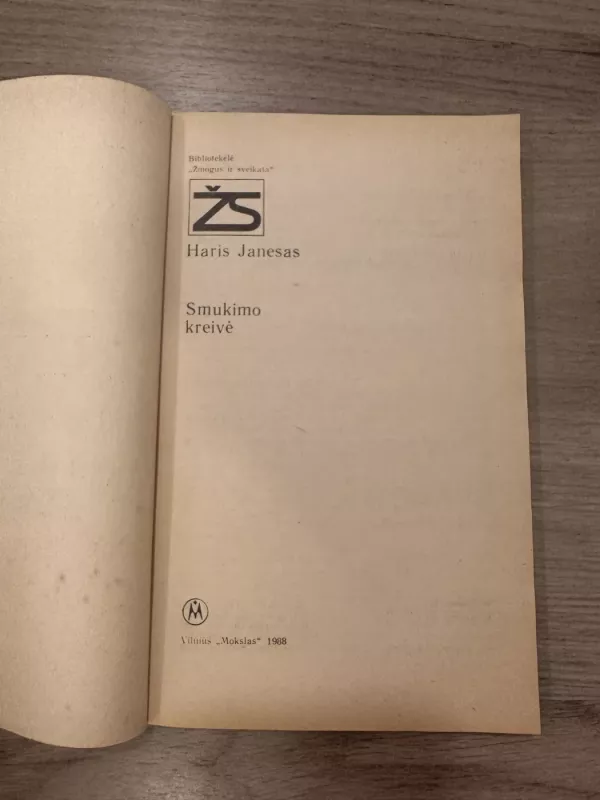 Bibliotekėlė
„Žmogus ir sveikata“
ŽS
Haris Janesas
Smukimo
kreivė
M
Vilnius „Mokslas“ 1988